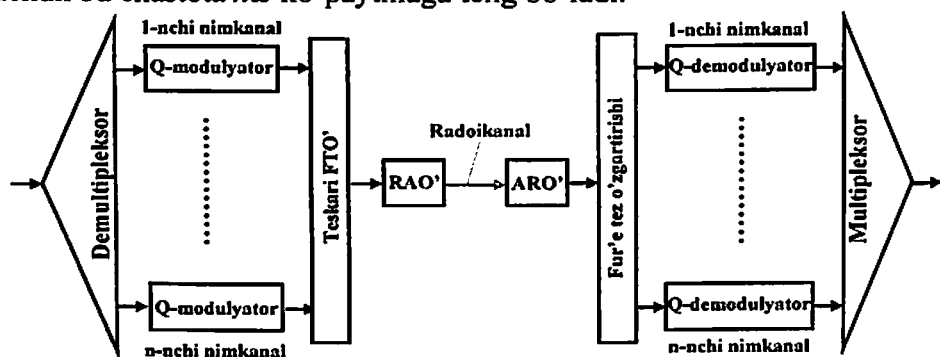 1-nchi nimkanal
Q-modulyator
Demultipleksor
Q-modulyator
n-nchi nimkanal
Teskari FTO'
RAO'
Radoikanal
ARO'
Fur'e tez o'zgartirishi
1-nchi nimkanal
Q-demodulyator
Q-demodulyator
n-nchi nimkanal
Multipleksor